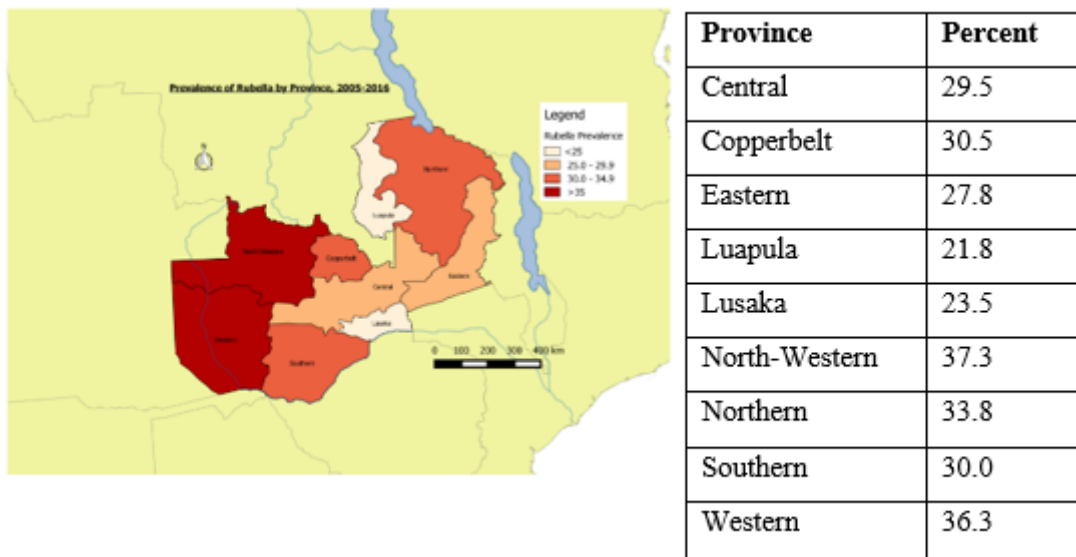 Prevalence of Rubella by Province, 2005-2016
N
Legend
Rubella Prevalence
<25
25.0 - 29.9
30.0 - 34.9
>35
Northern
Luapula
North-Western
Copperbelt
Central
Eastern
Lusaka
Western
Southern
0 100 200 300 400 km
Province Percent
Central 29.5
Copperbelt 30.5
Eastern 27.8
Luapula 21.8
Lusaka 23.5
North-Western 37.3
Northern 33.8
Southern 30.0
Western 36.3